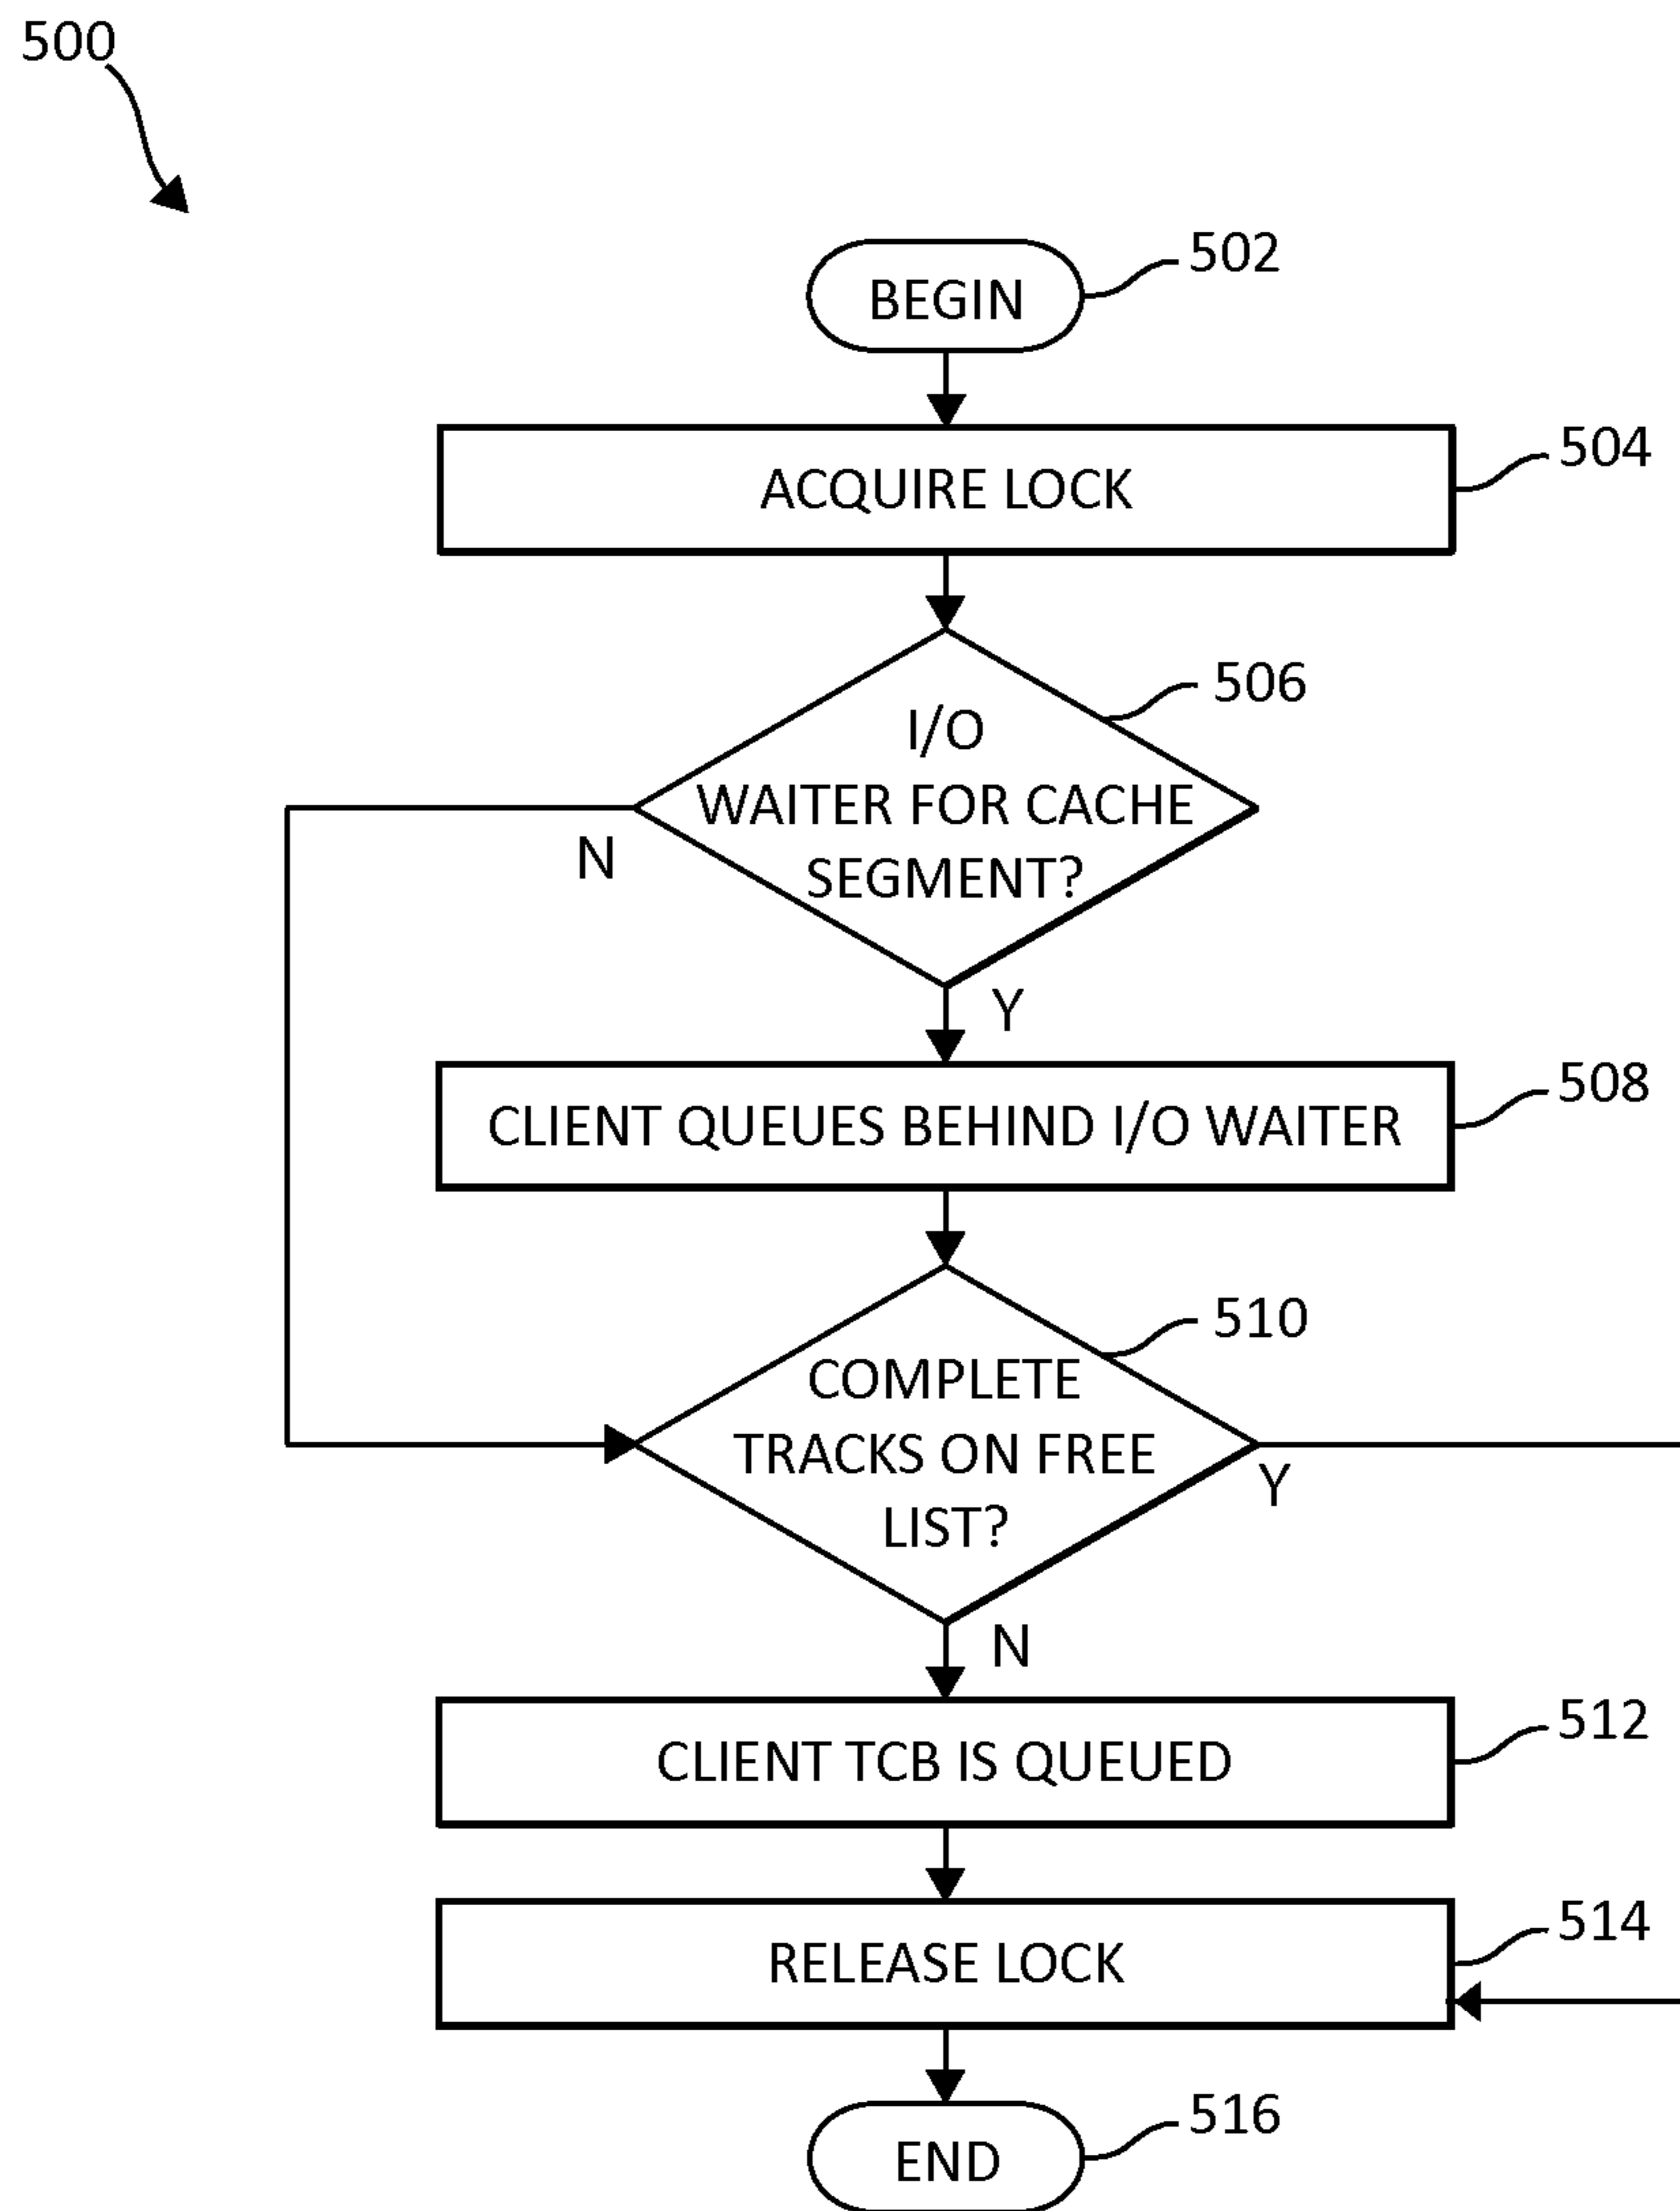 500
BEGIN
502
ACQUIRE LOCK
504
I/O
WAITER FOR CACHE
SEGMENT?
506
N
Y
CLIENT QUEUES BEHIND I/O WAITER
508
COMPLETE
TRACKS ON FREE
LIST?
510
Y
N
CLIENT TCB IS QUEUED
512
RELEASE LOCK
514
END
516